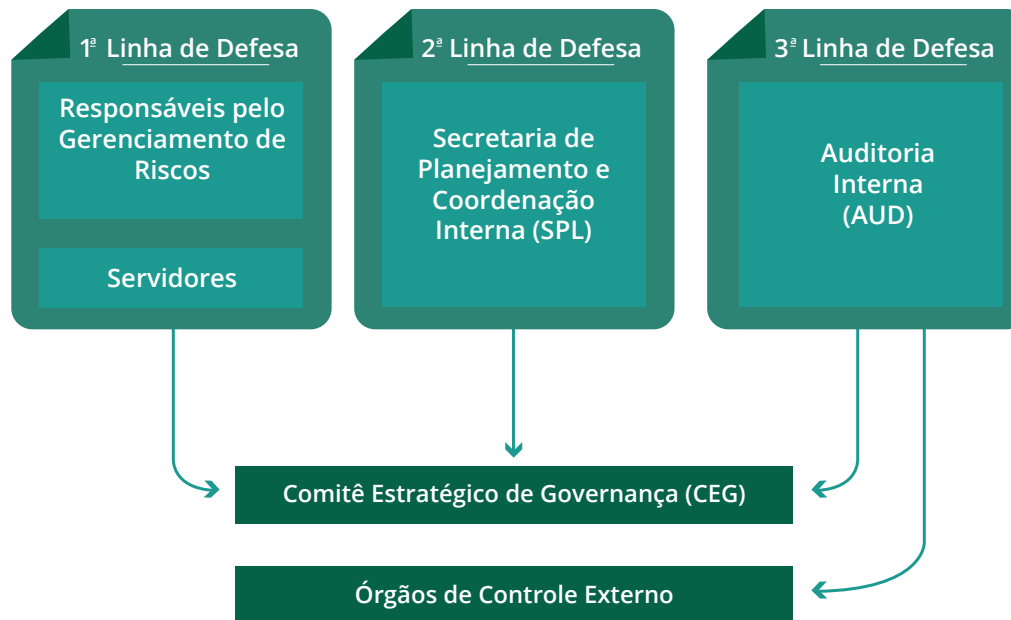 1ª Linha de Defesa
Responsáveis pelo
Gerenciamento de
Riscos
Servidores
2ª Linha de Defesa
Secretaria de
Planejamento e
Coordenação
Interna (SPL)
3ª Linha de Defesa
Auditoria
Interna
(AUD)
Comitê Estratégico de Governança (CEG)
Órgãos de Controle Externo